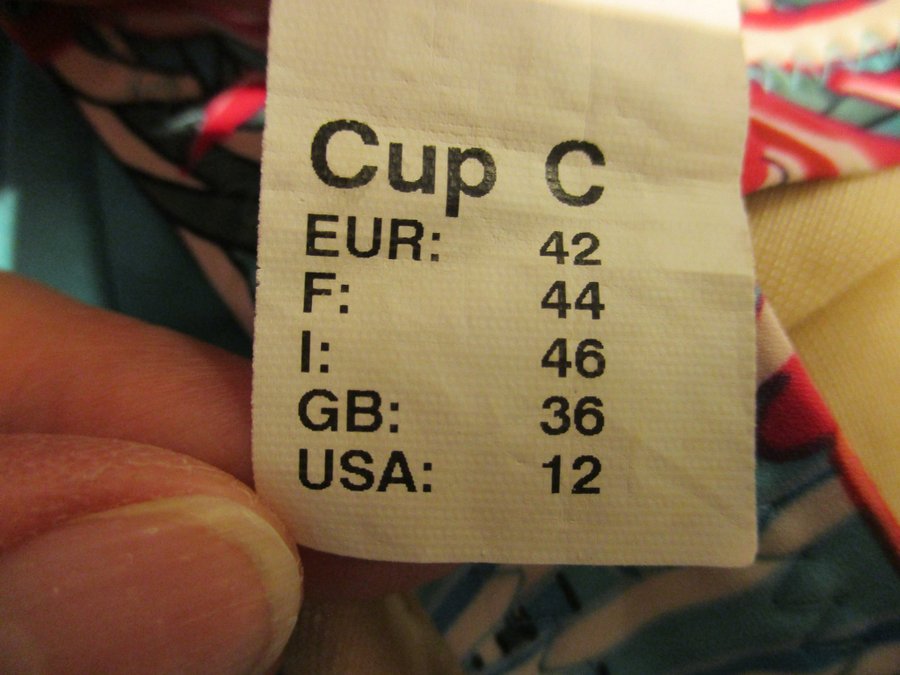 Cup C
EUR: 42
F: 44
I: 46
GB: 36
USA: 12